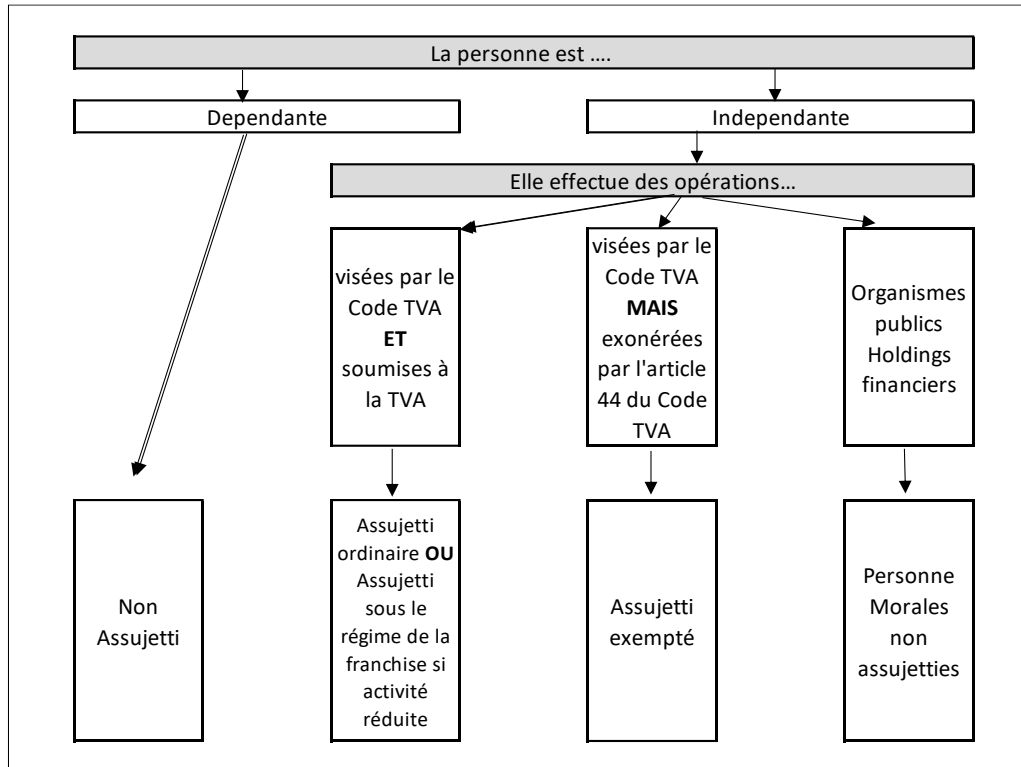 La personne est ....
Dependante
Independante
Elle effectue des opérations...
visées par le
Code TVA
ET
soumises à
la TVA
visées par le
Code TVA
MAIS
exonérées
par l'article
44 du Code
TVA
Organismes
publics
Holdings
financiers
Non
Assujetti
Assujetti
ordinaire OU
Assujetti
sous le
régime de la
franchise si
activité
réduite
Assujetti
exempté
Personne
Morales
non
assujetties